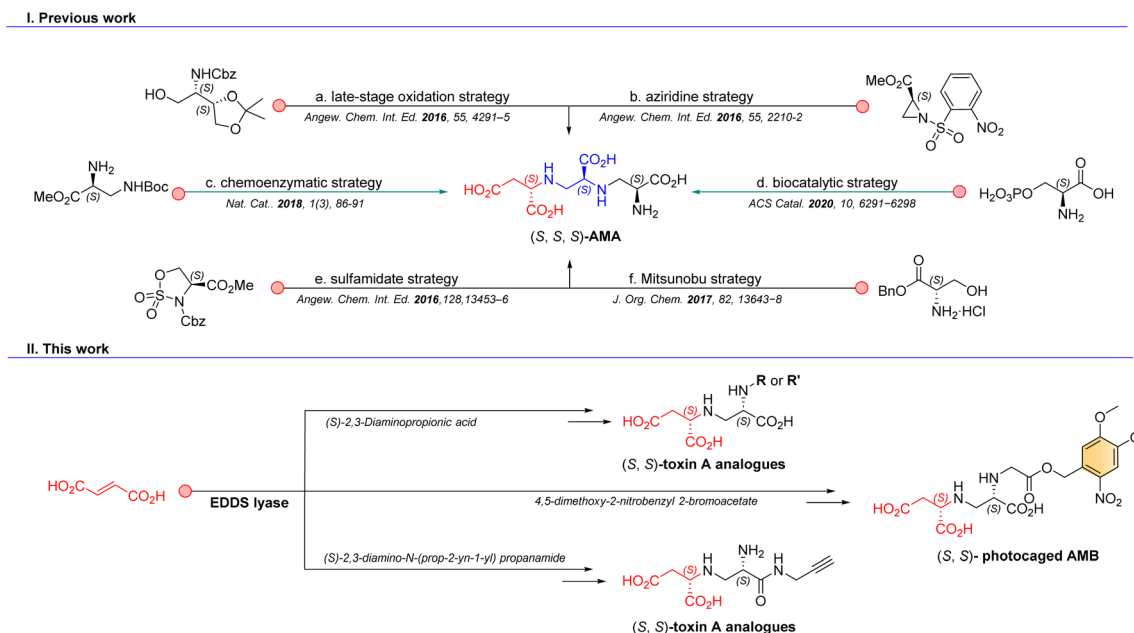 I. Previous work
NHCbz
HO
(S)
(S)
O
O
a. late-stage oxidation strategy
Angew. Chem. Int. Ed. 2016, 55, 4291–5
b. aziridine strategy
Angew. Chem. Int. Ed. 2016, 55, 2210-2
MeO2C
(S)
N
S
O
O
NO2
NH2
MeO2C
(S)
NHBoc
c. chemoenzymatic strategy
Nat. Cat.. 2018, 1(3), 86-91
HO2C
(S)
CO2H
H
N
CO2H
(S)
N
H
(S)
CO2H
NH2
(S, S, S)-AMA
d. biocatalytic strategy
ACS Catal. 2020, 10, 6291−6298
H2O3PO
(S)
O
OH
NH2
O
(S)
CO2Me
O
S
O
N
Cbz
e. sulfamidate strategy
Angew. Chem. Int. Ed. 2016,128,13453–6
f. Mitsunobu strategy
J. Org. Chem. 2017, 82, 13643−8
O
BnO
(S)
OH
NH2·HCl
II. This work
HO2C
CO2H
EDDS lyase
(S)-2,3-Diaminopropionic acid
HO2C
(S)
CO2H
H
N
HN
R or R'
(S)
CO2H
(S, S)-toxin A analogues
4,5-dimethoxy-2-nitrobenzyl 2-bromoacetate
HO2C
(S)
CO2H
H
N
HN
(S)
CO2H
O
O
NO2
O
O
(S, S)- photocaged AMB
(S)-2,3-diamino-N-(prop-2-yn-1-yl) propanamide
HO2C
(S)
CO2H
H
N
NH2
(S)
O
H
N
(S, S)-toxin A analogues